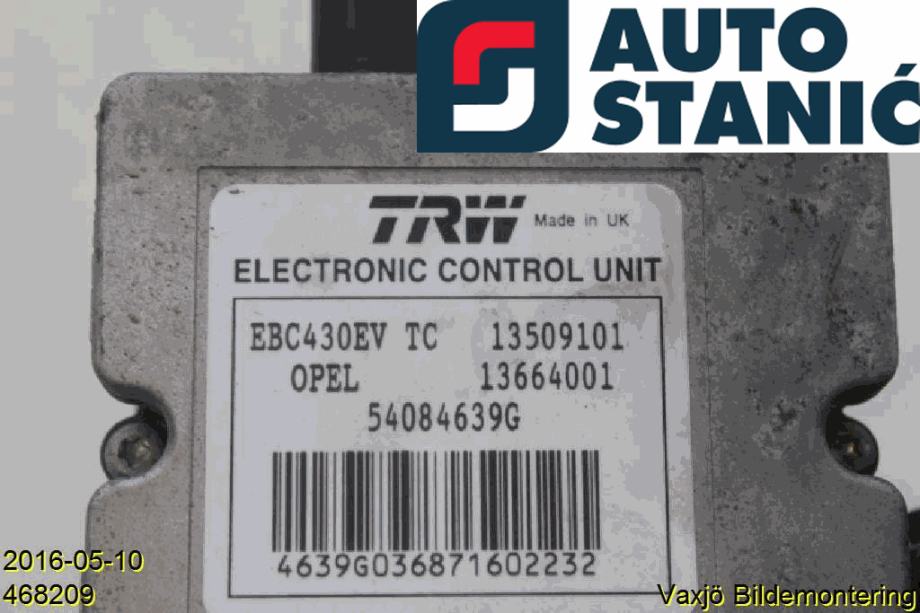 AUTO
STANIĆ
TRW Made in UK
ELECTRONIC CONTROL UNIT
EBC430EV TC 13509101
OPEL 13664001
54084639G
4639G036871602232
2016-05-10
468209
Vaxjö Bildemontering